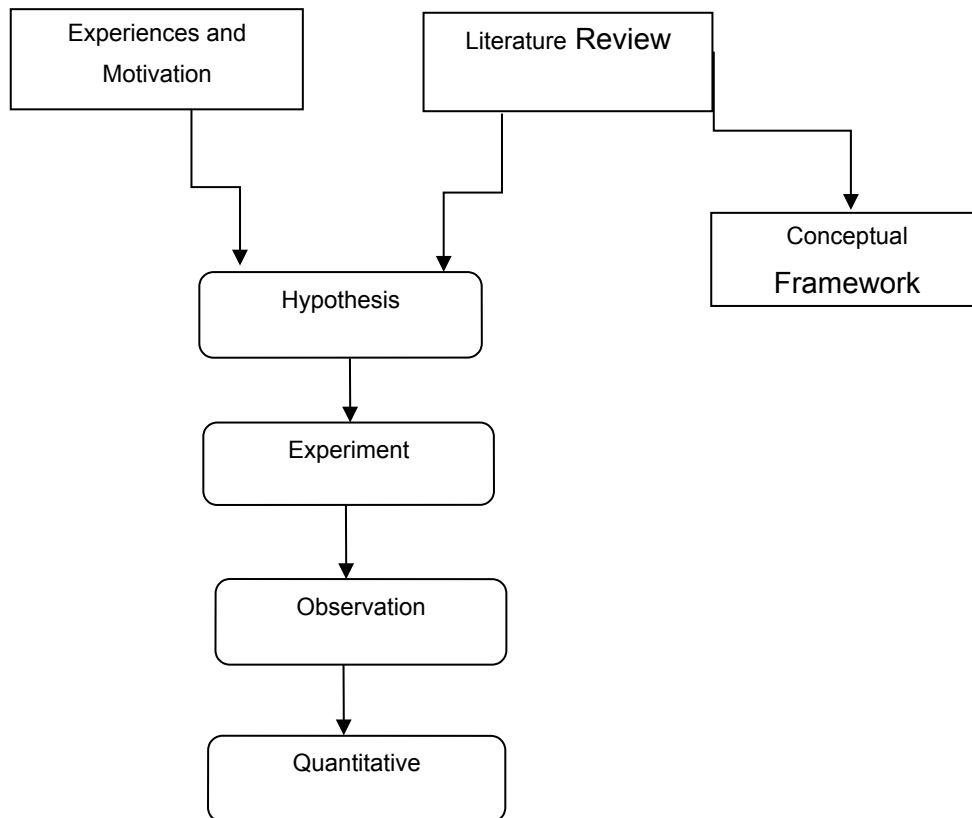 Experiences and
Motivation
Literature Review
Conceptual
Framework
Hypothesis
Experiment
Observation
Quantitative